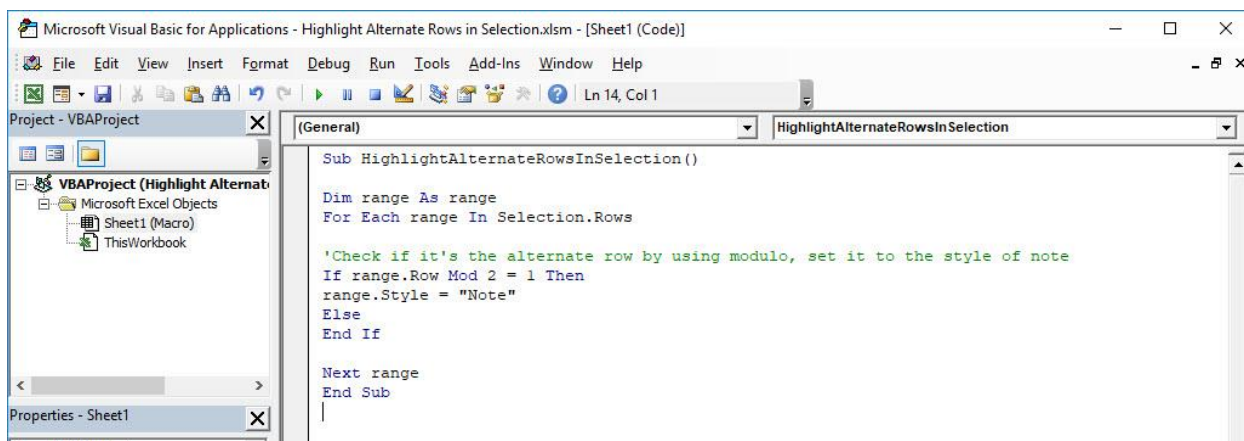 Microsoft Visual Basic for Applications - Highlight Alternate Rows in Selection.xlsm - [Sheet1 (Code)]
File Edit View Insert Format Debug Run Tools Add-Ins Window Help
Ln 14, Col 1
Project - VBAProject
(General)
HighlightAlternateRowsInSelection
VBAProject (Highlight Alternat
Microsoft Excel Objects
Sheet1 (Macro)
ThisWorkbook
Sub HighlightAlternateRowsInSelection()
Dim range As range
For Each range In Selection.Rows
'Check if it's the alternate row by using modulo, set it to the style of note
If range.Row Mod 2 = 1 Then
range.Style = "Note"
Else
End If
Next range
End Sub
Properties - Sheet1